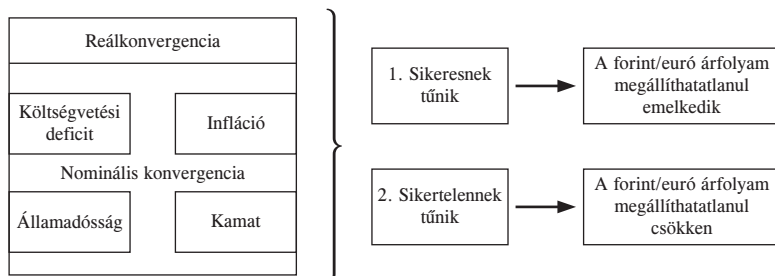 Reálkonvergencia
Költségvetési
deficit
Infláció
Nominális konvergencia
Államadósság
Kamat
1. Sikeresnek
tűnik
A forint/euró árfolyam
megállíthatatlanul
emelkedik
2. Sikertelennek
tűnik
A forint/euró árfolyam
megállíthatatlanul
csökken